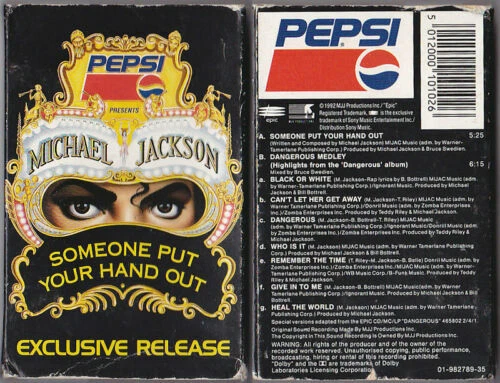 PEPSI
PRESENTS
MICHAEL JACKSON
SOMEONE PUT
YOUR HAND OUT
EXCLUSIVE RELEASE
PEPSI
5 012000 101026
© 1992 MJJ Productions Inc./"Epic"
Registered Trademark, is the exclusive
trademark of Sony Music Entertainment Inc./
Distribution Sony Music.
epic
A. SOMEONE PUT YOUR HAND OUT 5:25
(Written and Composed by Michael Jackson) MIJAC Music (adm. by Warner-
Tamerlane Publishing Corp.) Produced by Michael Jackson & Bruce Swedien.
B. DANGEROUS MEDLEY
(Highlights from the 'Dangerous' album) 6:15
Mixed by Bruce Swedien.
a. BLACK OR WHITE (M. Jackson-Rap lyrics by B. Bottrell) MIJAC Music (adm.
by Warner-Tamerlane Publishing Corp.)/Ignorant Music. Produced by Michael
Jackson & Bill Bottrell.
b. CAN'T LET HER GET AWAY (M. Jackson-T. Riley) MIJAC Music (adm. by
Warner-Tamerlane Publishing Corp.)/Donril Music (adm. by Zomba Enterprises
Inc.)/Zomba Enterprises Inc. Produced by Teddy Riley & Michael Jackson.
c. DANGEROUS (M. Jackson-B. Bottrell-T. Riley) MIJAC Music (adm. by
Warner-Tamerlane Publishing Corp.)/Ignorant Music/Donril Music (adm. by
Zomba Enterprises Inc.)/Zomba Enterprises Inc. Produced by Teddy Riley &
Michael Jackson.
d. WHO IS IT (M. Jackson) MIJAC Music (adm. by Warner-Tamerlane Publishing
Corp.) Produced by Michael Jackson & Bill Bottrell.
e. REMEMBER THE TIME (T. Riley-M. Jackson-B. Belle) Donril Music (adm. by Zomba
Enterprises Inc.)/Zomba Enterprises Inc./MIJAC Music (adm. by Warner-Tamerlane
Publishing Corp.)/WB Music Corp./B-Funk Music. Produced by Teddy Riley &
Michael Jackson.
f. GIVE IN TO ME (M. Jackson-B. Bottrell) MIJAC Music (adm. by Warner-Tamerlane
Publishing Corp.)/Ignorant Music. Produced by Michael Jackson & Bill Bottrell.
g. HEAL THE WORLD (M. Jackson) MIJAC Music (adm. by Warner-Tamerlane
Publishing Corp.) Produced by Michael Jackson.
Special versions adapted from the EPIC CD/MC/LP "DANGEROUS" 465802 2/4/1.
Original Sound Recording Made By MJJ Productions Inc.
The Copyright in This Sound Recording is Owned By MJJ Productions Inc.
WARNING: All rights of the producer and of the owner of the
recorded work reserved. Unauthorised copying, public performance,
broadcasting, hiring or rental of this recording prohibited.
"Dolby" and the are trademarks of Dolby
Laboratories Licensing Corporation. 01-982789-35